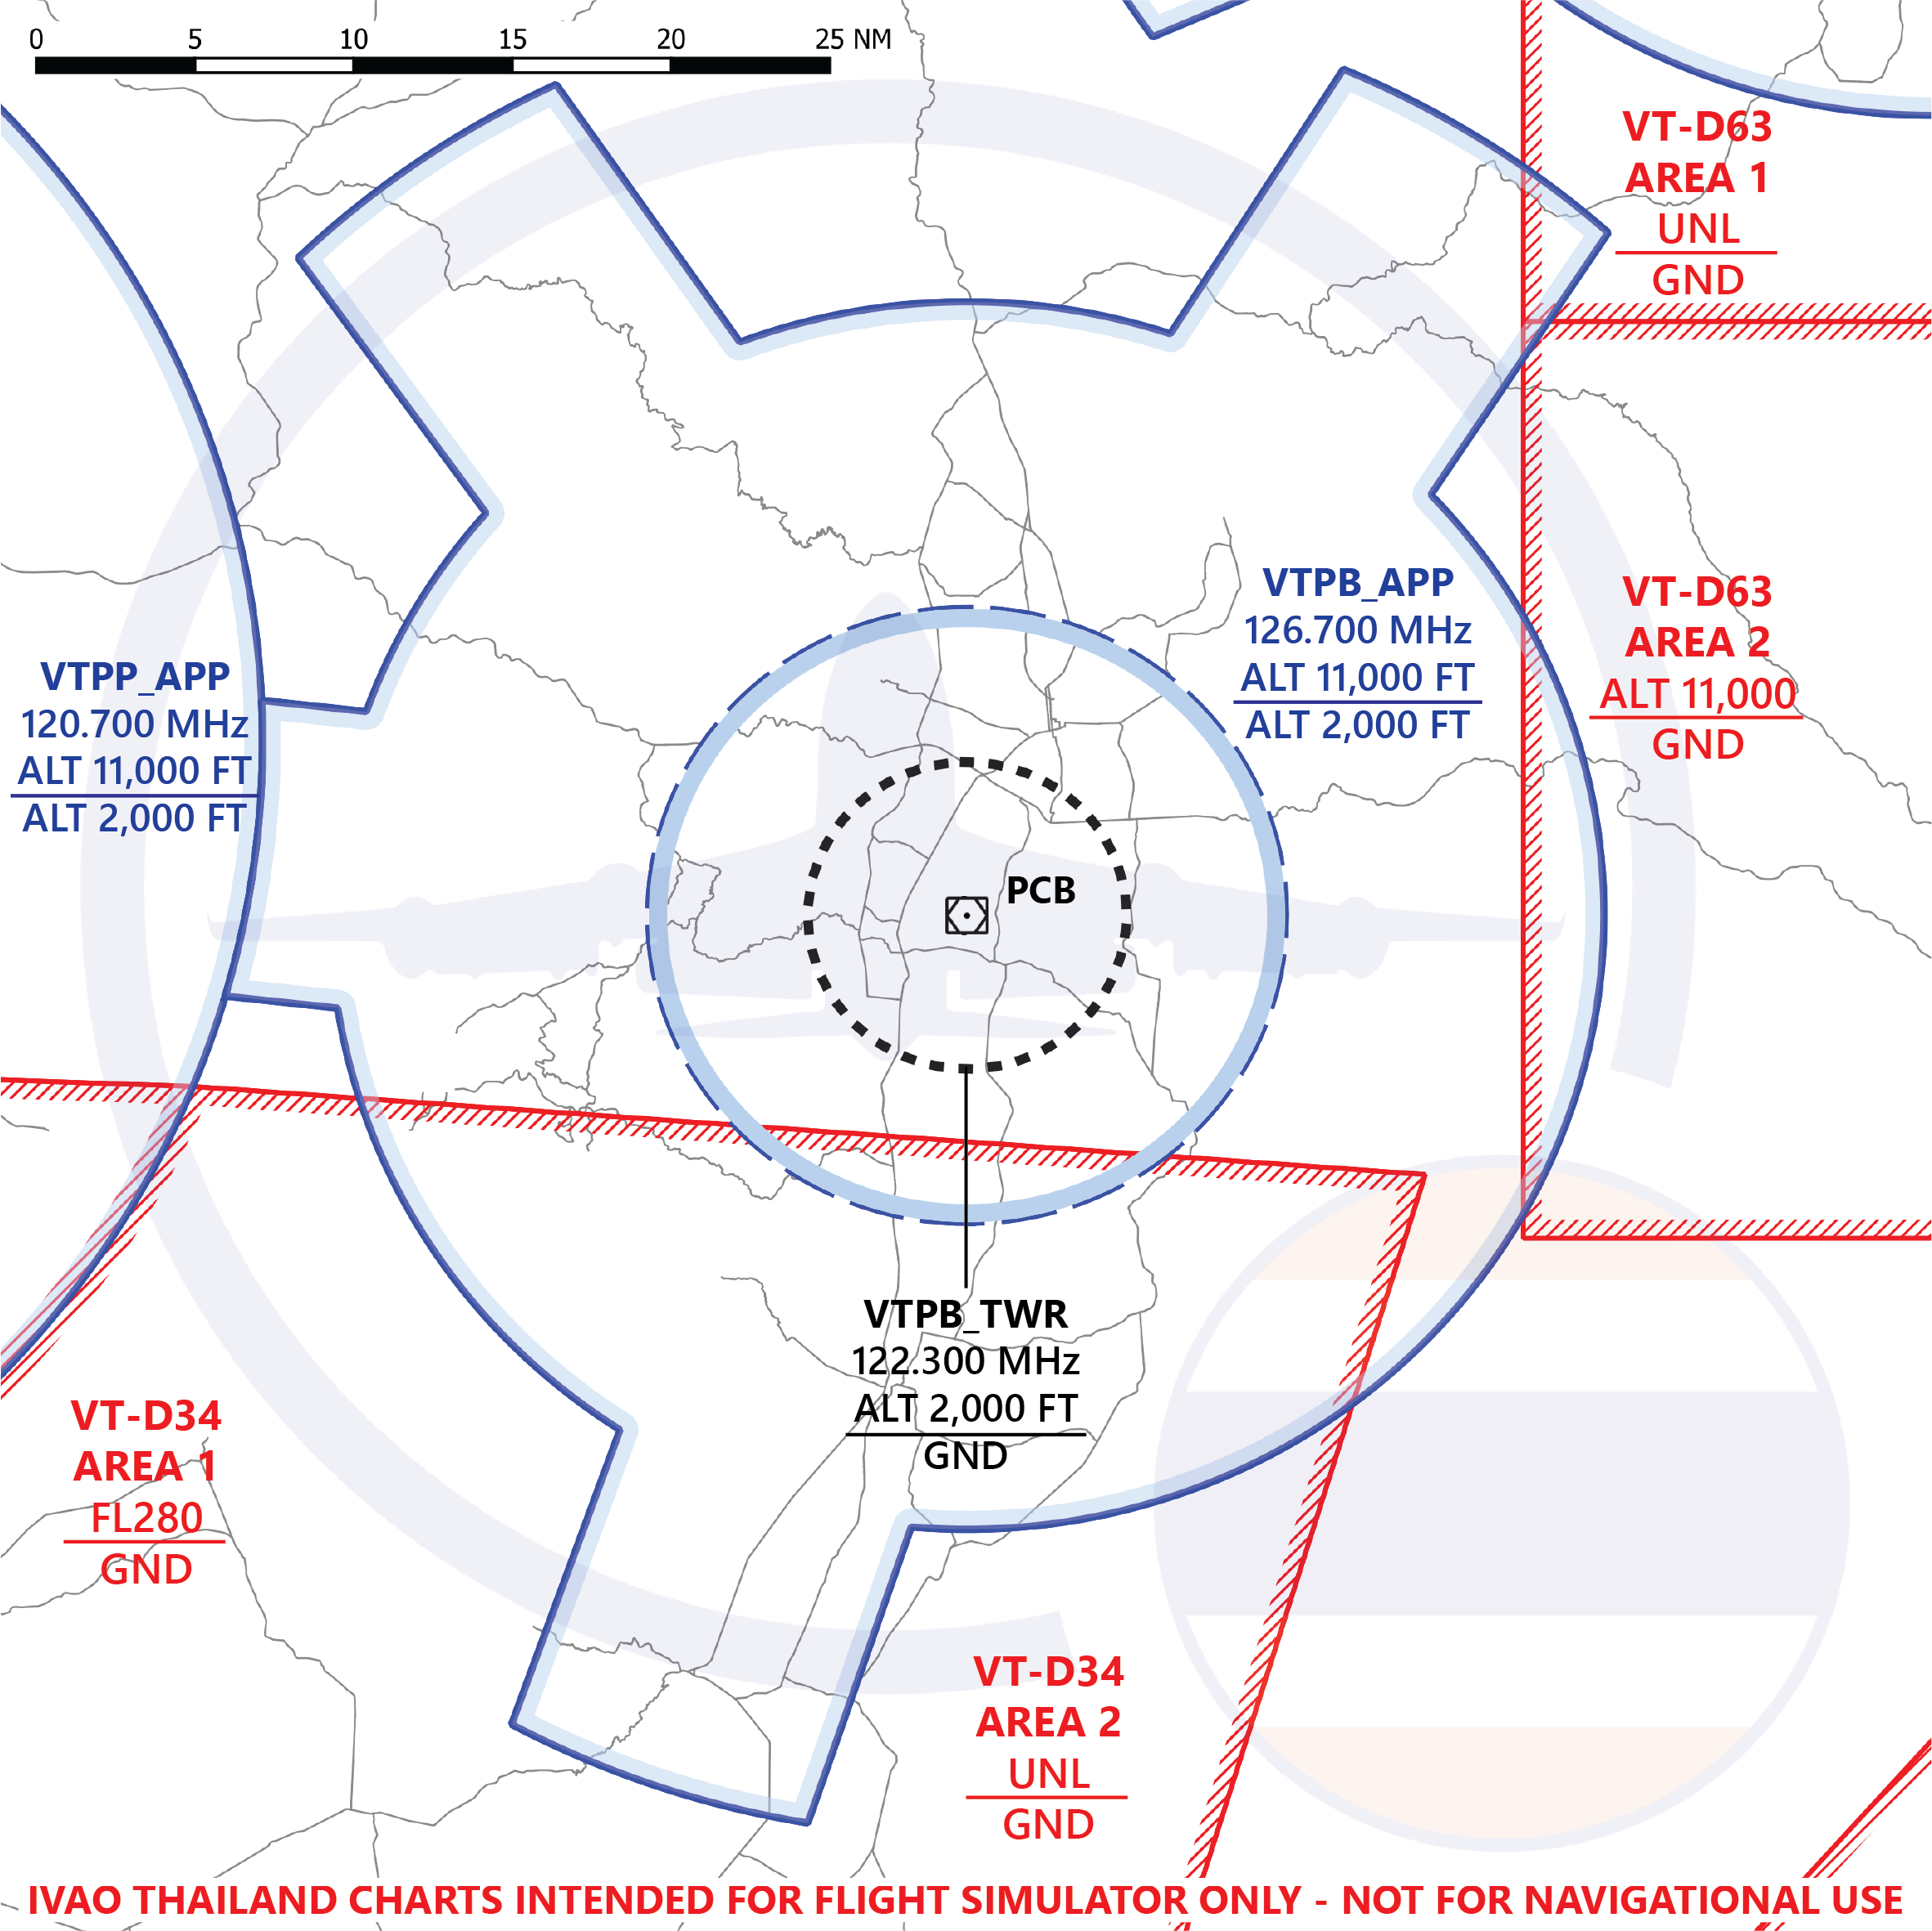 0 5 10 15 20 25 NM
VT-D63
AREA 1
UNL
GND
VTPB_APP
126.700 MHz
ALT 11,000 FT
ALT 2,000 FT
VT-D63
AREA 2
ALT 11,000
GND
VTPP_APP
120.700 MHz
ALT 11,000 FT
ALT 2,000 FT
PCB
VTPB_TWR
122.300 MHz
ALT 2,000 FT
GND
VT-D34
AREA 1
FL280
GND
VT-D34
AREA 2
UNL
GND
IVAO THAILAND CHARTS INTENDED FOR FLIGHT SIMULATOR ONLY - NOT FOR NAVIGATIONAL USE